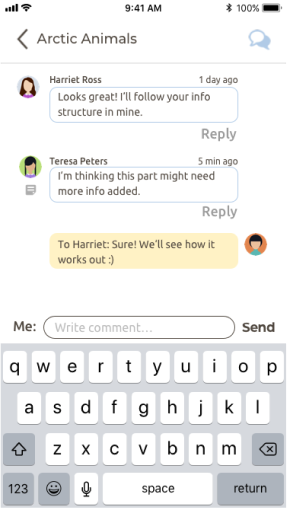 9:41 AM
100%
Arctic Animals
Harriet Ross 1 day ago
Looks great! I'll follow your info
structure in mine.
Reply
Teresa Peters 5 min ago
I'm thinking this part might need
more info added.
Reply
To Harriet: Sure! We'll see how it
works out :)
Me: Write comment... Send
q w e r t y u i o p
a s d f g h j k l
z x c v b n m
123 space return